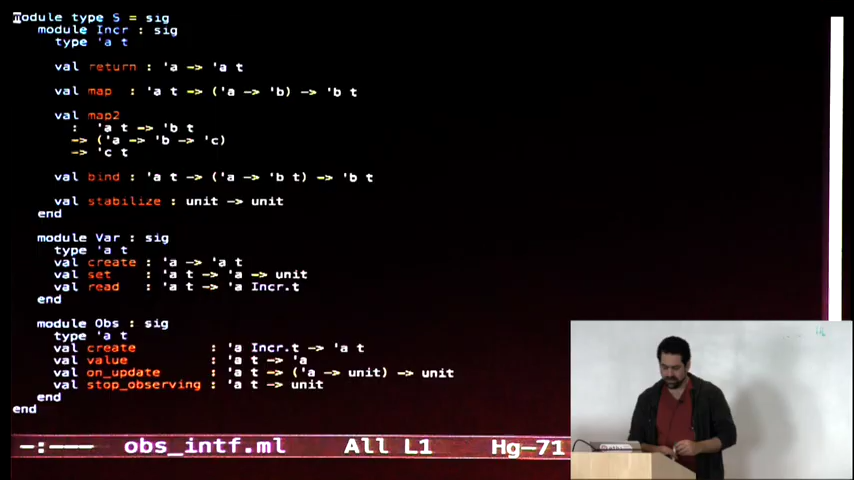 module type S = sig
module Incr : sig
type 'a t
val return : 'a -> 'a t
val map : 'a t -> ('a -> 'b) -> 'b t
val map2
: 'a t -> 'b t
-> ('a -> 'b -> 'c)
-> 'c t
val bind : 'a t -> ('a -> 'b t) -> 'b t
val stabilize : unit -> unit
end
module Var : sig
type 'a t
val create : 'a -> 'a t
val set : 'a t -> 'a -> unit
val read : 'a t -> 'a Incr.t
end
module Obs : sig
type 'a t
val create : 'a Incr.t -> 'a t
val value : 'a t -> 'a
val on_update : 'a t -> ('a -> unit) -> unit
val stop_observing : 'a t -> unit
end
end
-:--- obs_intf.ml All L1 Hg-71